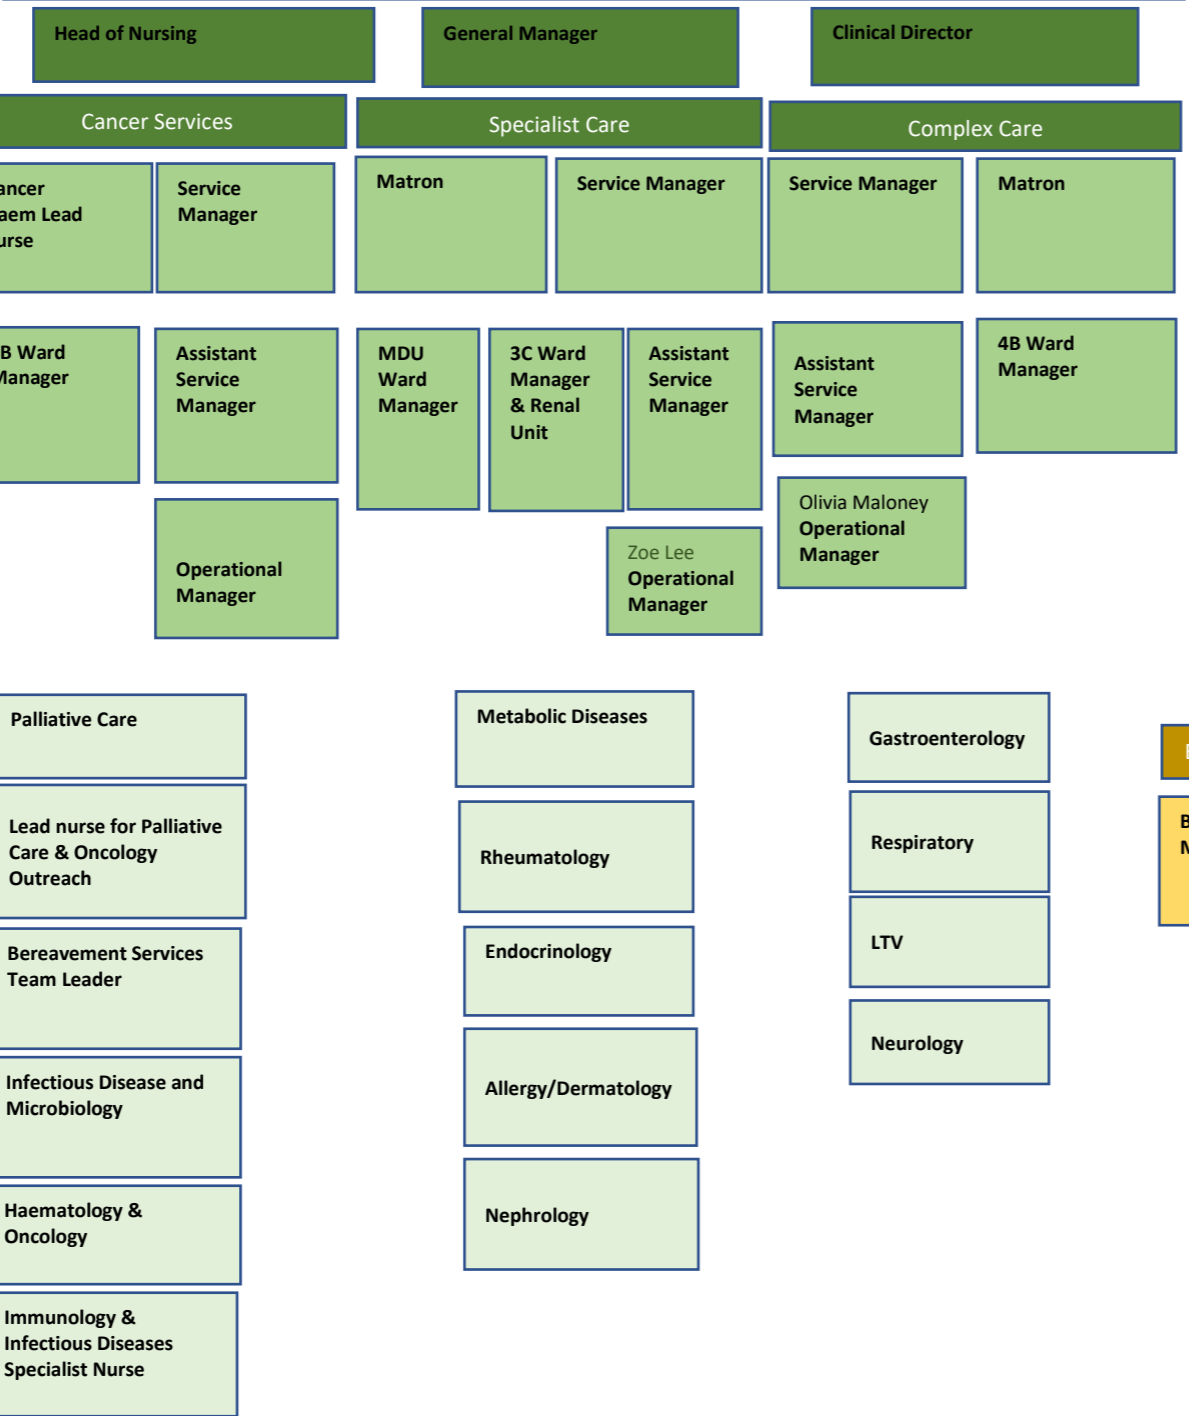 Head of Nursing
General Manager
Clinical Director
Cancer Services
Specialist Care
Complex Care
Lead
Service
Manager
Matron
Service Manager
Service Manager
Matron
Ward
Assistant
Service
Manager
MDU
Ward
Manager
3C Ward
Manager
& Renal
Unit
Assistant
Service
Manager
Assistant
Service
Manager
4B Ward
Manager
Operational
Manager
Zoe Lee
Operational
Manager
Olivia Maloney
Operational
Manager
Palliative Care
Lead nurse for Palliative
Care & Oncology
Outreach
Bereavement Services
Team Leader
Infectious Disease and
Microbiology
Haematology &
Oncology
Immunology &
Infectious Diseases
Specialist Nurse
Metabolic Diseases
Rheumatology
Endocrinology
Allergy/Dermatology
Nephrology
Gastroenterology
Respiratory
LTV
Neurology